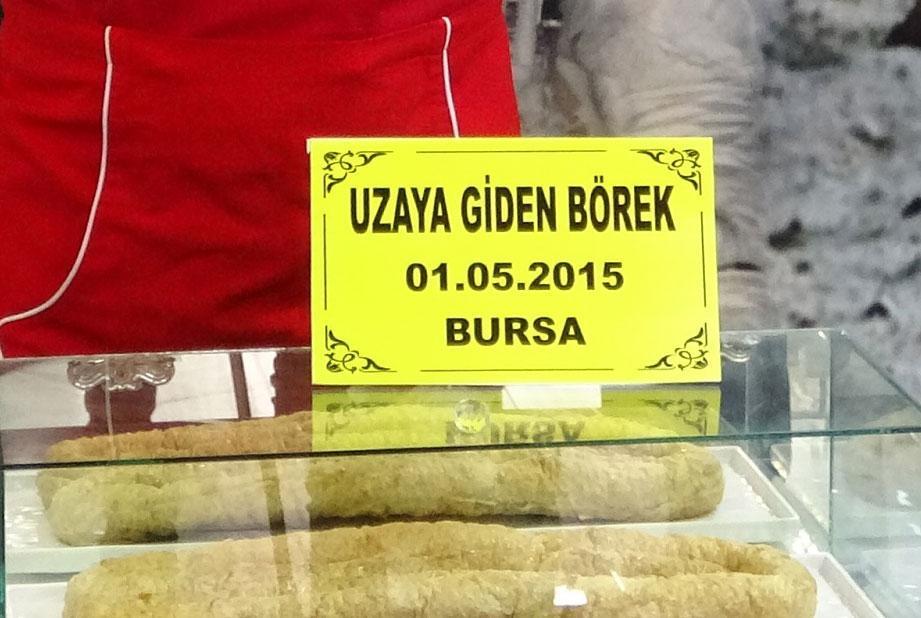 UZAYA GİDEN BÖREK
01.05.2015
BURSA